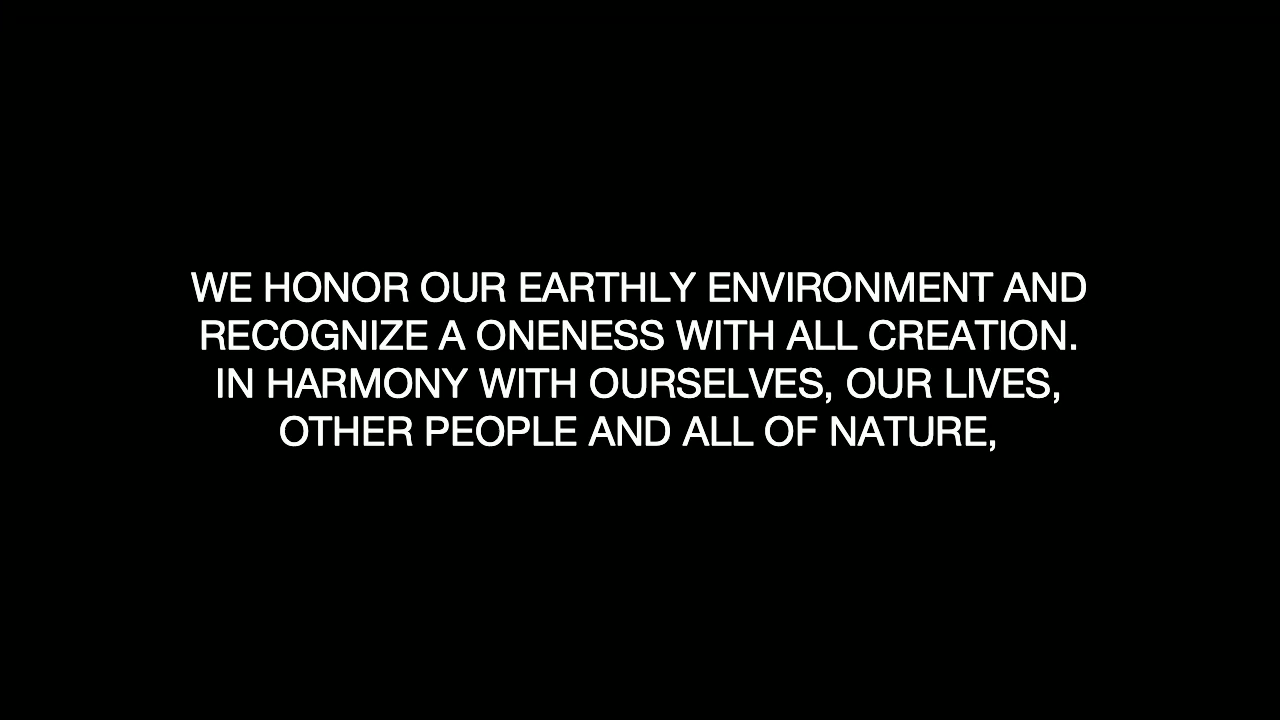 WE HONOR OUR EARTHLY ENVIRONMENT AND
RECOGNIZE A ONENESS WITH ALL CREATION.
IN HARMONY WITH OURSELVES, OUR LIVES,
OTHER PEOPLE AND ALL OF NATURE,